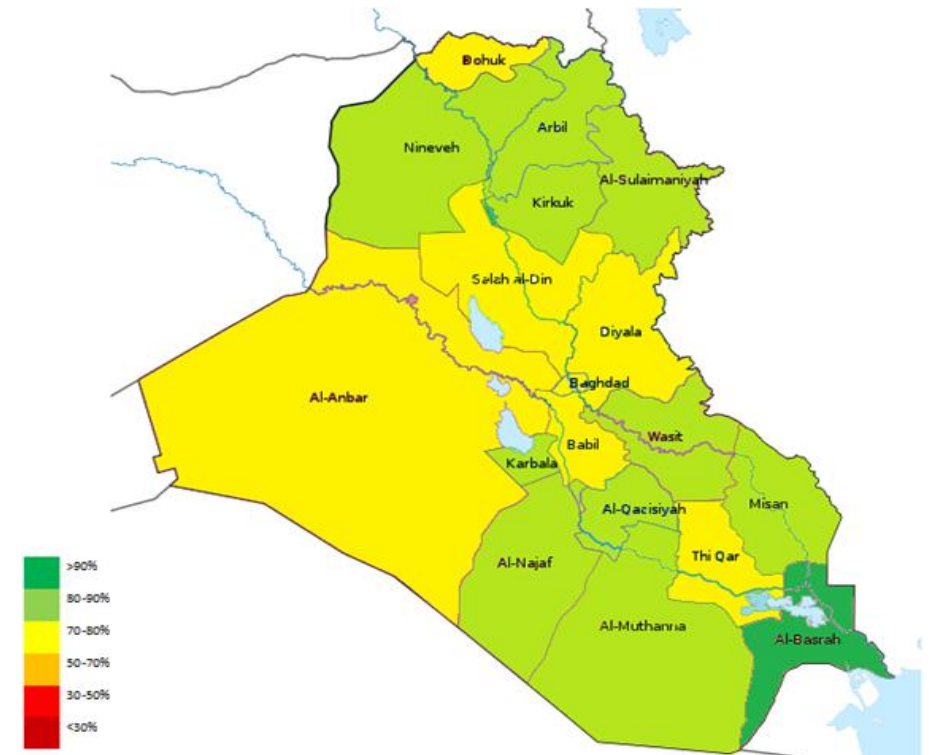 Dohuk
Nineveh
Arbil
Al-Sulaimaniyah
Kirkuk
Salah al-Din
Diyala
Al-Anbar
Baghdad
Babil
Wasit
Karbala
Al-Qadisiyah
Misan
Al-Najaf
Thi Qar
Al-Muthanna
Al-Basrah
>90%
80-90%
70-80%
50-70%
30-50%
<30%